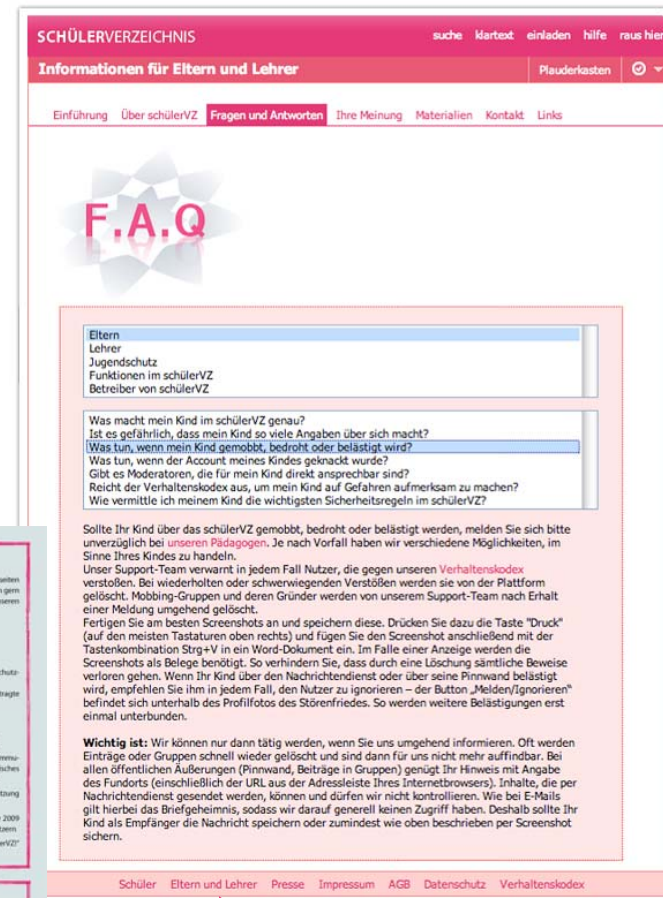 SCHÜLERVERZEICHNIS
suche klartext einladen hilfe raus hier
Informationen für Eltern und Lehrer
Plauderkasten
Einführung Über schülerVZ Fragen und Antworten Ihre Meinung Materialien Kontakt Links
F.A.Q
Eltern
Lehrer
Jugendschutz
Funktionen im schülerVZ
Betreiber von schülerVZ
Was macht mein Kind im schülerVZ genau?
Ist es gefährlich, dass mein Kind so viele Angaben über sich macht?
Was tun, wenn mein Kind gemobbt, bedroht oder belästigt wird?
Was tun, wenn der Account meines Kindes geknackt wurde?
Gibt es Moderatoren, die für mein Kind direkt ansprechbar sind?
Reicht der Verhaltenskodex aus, um mein Kind auf Gefahren aufmerksam zu machen?
Wie vermittle ich meinem Kind die wichtigsten Sicherheitsregeln im schülerVZ?
Sollte Ihr Kind über das schülerVZ gemobbt, bedroht oder belästigt werden, melden Sie sich bitte
unverzüglich bei unseren Pädagogen. Je nach Vorfall haben wir verschiedene Möglichkeiten, im
Sinne Ihres Kindes zu handeln.
Unser Support-Team verwarnt in jedem Fall Nutzer, die gegen unseren Verhaltenskodex
verstoßen. Bei wiederholten oder schwerwiegenden Verstößen werden sie von der Plattform
gelöscht. Mobbing-Gruppen und deren Gründer werden von unserem Support-Team nach Erhalt
einer Meldung umgehend gelöscht.
Fertigen Sie am besten Screenshots an und speichern diese. Drücken Sie dazu die Taste "Druck"
(auf den meisten Tastaturen oben rechts) und fügen Sie den Screenshot anschließend mit der
Tastenkombination Strg+V in ein Word-Dokument ein. Im Falle einer Anzeige werden die
Screenshots als Belege benötigt. So verhindern Sie, dass durch eine Löschung sämtliche Beweise
verloren gehen. Wenn Ihr Kind über den Nachrichtendienst oder über seine Pinnwand belästigt
wird, empfehlen Sie ihm in jedem Fall, den Nutzer zu ignorieren – der Button „Melden/Ignorieren"
befindet sich unterhalb des Profilfotos des Störenfriedes. So werden weitere Belästigungen erst
einmal unterbunden.
Wichtig ist: Wir können nur dann tätig werden, wenn Sie uns umgehend informieren. Oft werden
Einträge oder Gruppen schnell wieder gelöscht und sind dann für uns nicht mehr auffindbar. Bei
allen öffentlichen Äußerungen (Pinnwand, Beiträge in Gruppen) genügt Ihr Hinweis mit Angabe
des Fundorts (einschließlich der URL aus der Adressleiste Ihres Internetbrowsers). Inhalte, die per
Nachrichtendienst gesendet werden, können und dürfen wir nicht kontrollieren. Wie bei E-Mails
gilt hierbei das Briefgeheimnis, sodass wir darauf generell keinen Zugriff haben. Deshalb sollte Ihr
Kind als Empfänger die Nachricht speichern oder zumindest wie oben beschrieben per Screenshot
sichern.
Schüler Eltern und Lehrer Presse Impressum AGB Datenschutz Verhaltenskodex